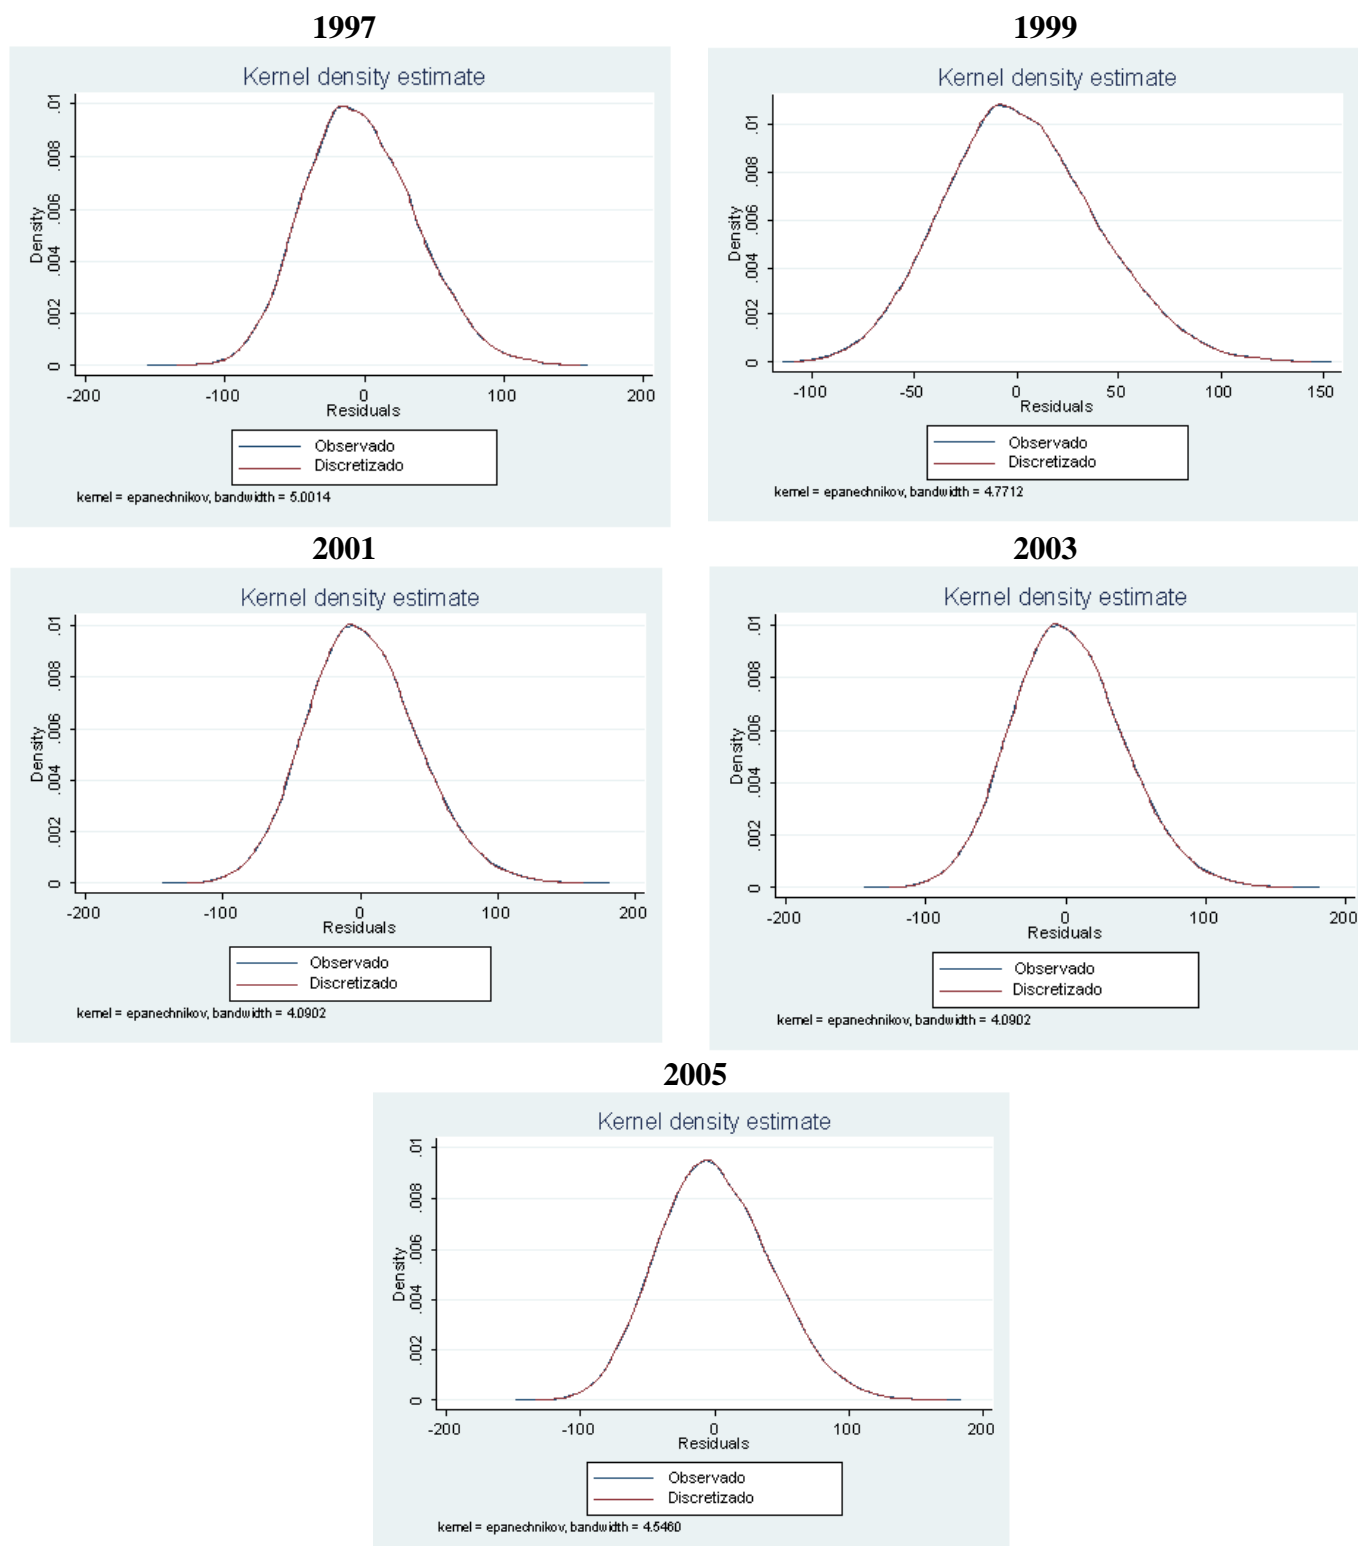 1997
Kernel density estimate
Density
.01
.008
.006
.004
.002
0
-200
-100
0
100
200
Residuals
Observado
Discretizado
kernel = epanechnikov, bandwidth = 5.0014
1999
Kernel density estimate
Density
.01
.008
.006
.004
.002
0
-100
-50
0
50
100
150
Residuals
Observado
Discretizado
kernel = epanechnikov, bandwidth = 4.7712
2001
Kernel density estimate
Density
.01
.008
.006
.004
.002
0
-200
-100
0
100
200
Residuals
Observado
Discretizado
kernel = epanechnikov, bandwidth = 4.0902
2003
Kernel density estimate
Density
.01
.008
.006
.004
.002
0
-200
-100
0
100
200
Residuals
Observado
Discretizado
kernel = epanechnikov, bandwidth = 4.0902
2005
Kernel density estimate
Density
.01
.008
.006
.004
.002
0
-200
-100
0
100
200
Residuals
Observado
Discretizado
kernel = epanechnikov, bandwidth = 4.5460